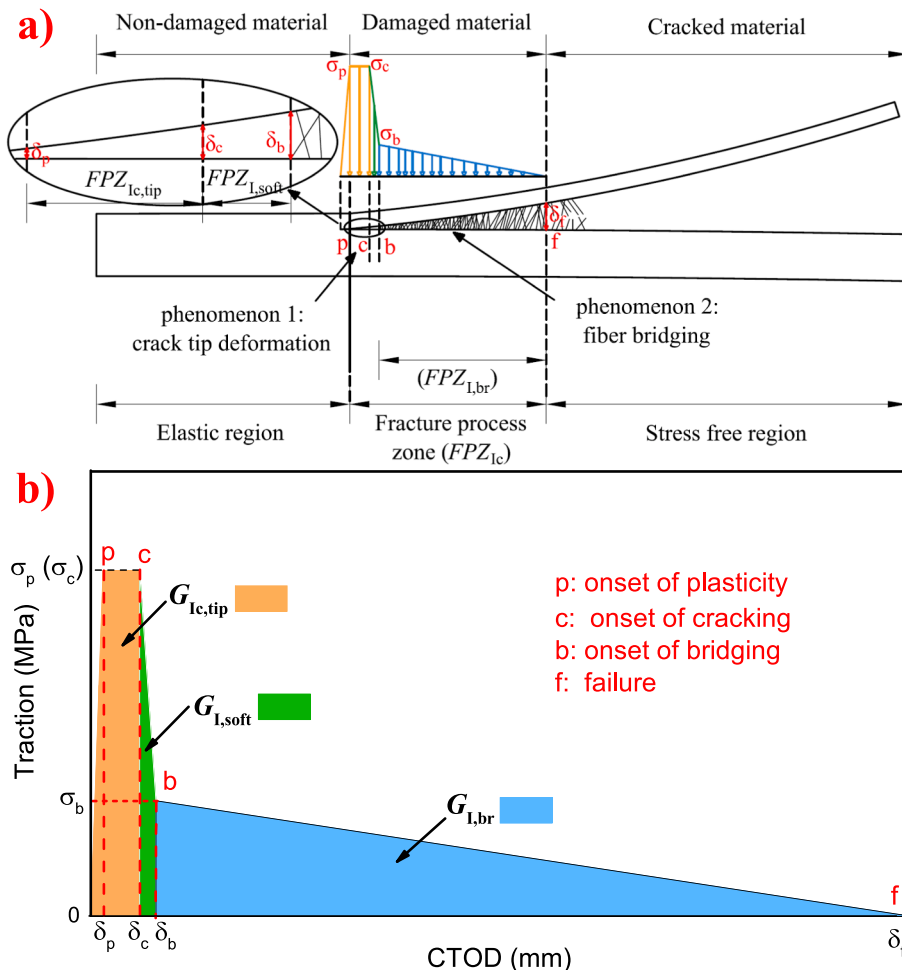 a)
Non-damaged material
Damaged material
Cracked material
σp
σc
σb
δp
δc
δb
FPZIc,tip
FPZI,soft
δf
p
c
b
f
phenomenon 1:
crack tip deformation
phenomenon 2:
fiber bridging
(FPZI,br)
Elastic region
Fracture process
zone (FPZIc)
Stress free region
b)
Traction (MPa)
σp (σc)
σb
0
p
c
GIc,tip
GI,soft
b
GI,br
f
p: onset of plasticity
c: onset of cracking
b: onset of bridging
f: failure
δp
δc
δb
δf
CTOD (mm)